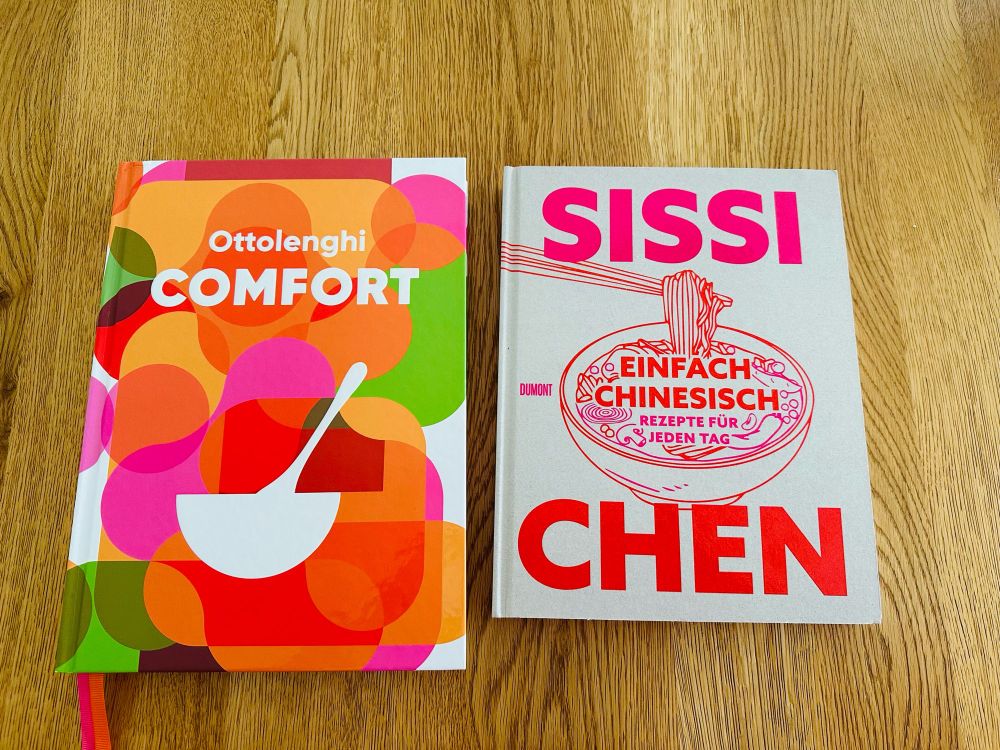 Ottolenghi
COMFORT
SISSI
EINFACH
CHINESISCH
REZEPTE FÜR
JEDEN TAG
DUMONT
CHEN